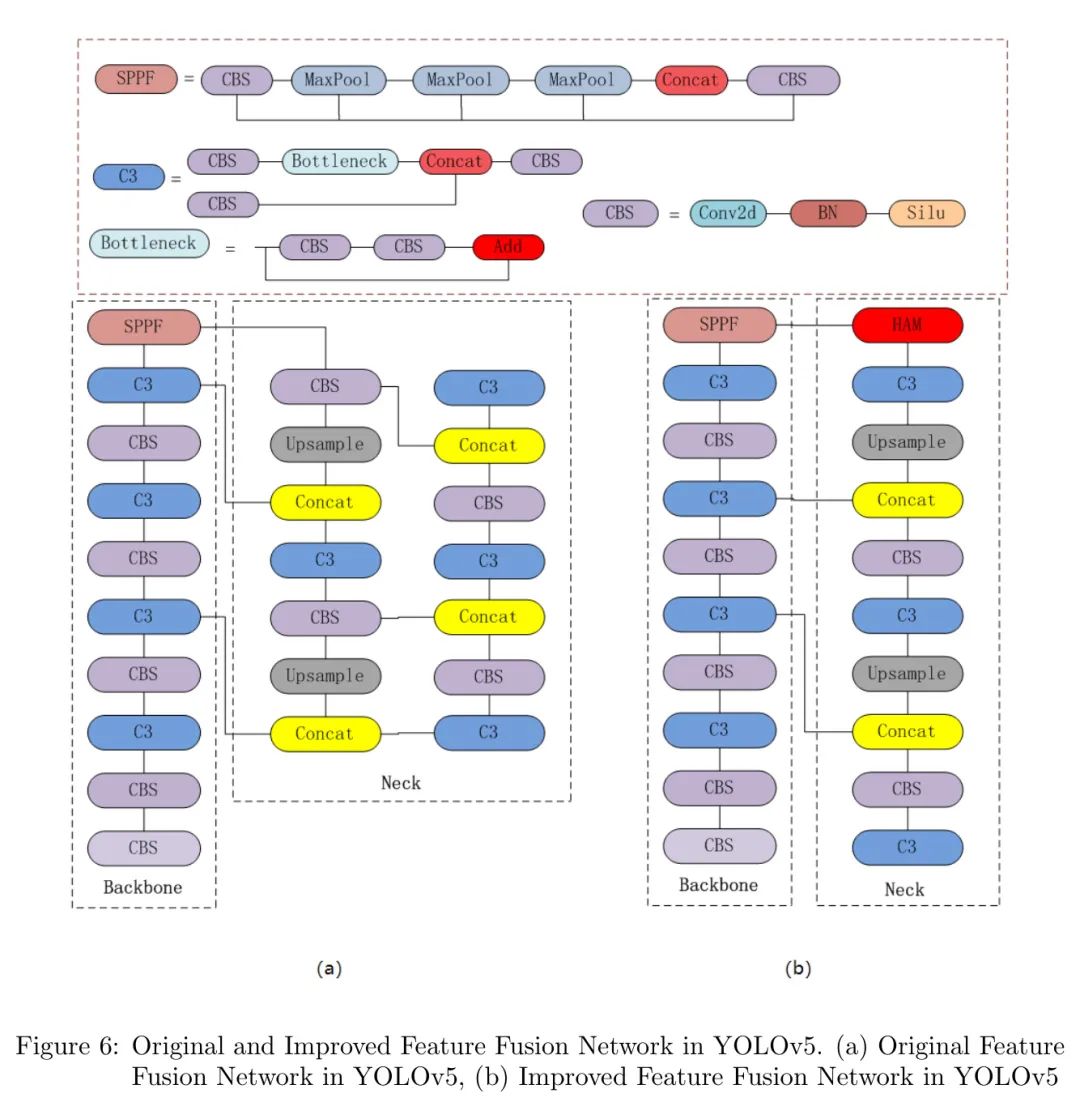 SPPF = CBS MaxPool MaxPool MaxPool Concat CBS
C3 = CBS Bottleneck Concat CBS
CBS
CBS = Conv2d BN Silu
Bottleneck = CBS CBS Add
SPPF
C3
CBS
C3
CBS
C3
CBS
C3
CBS
CBS
Backbone
CBS
Upsample
Concat
C3
CBS
Upsample
Concat
C3
Concat
CBS
C3
Concat
CBS
C3
Neck
SPPF
C3
CBS
C3
CBS
C3
CBS
C3
CBS
CBS
Backbone
HAM
C3
Upsample
Concat
CBS
C3
Upsample
Concat
CBS
C3
Neck
(a)
(b)
Figure 6: Original and Improved Feature Fusion Network in YOLOv5. (a) Original Feature
Fusion Network in YOLOv5, (b) Improved Feature Fusion Network in YOLOv5